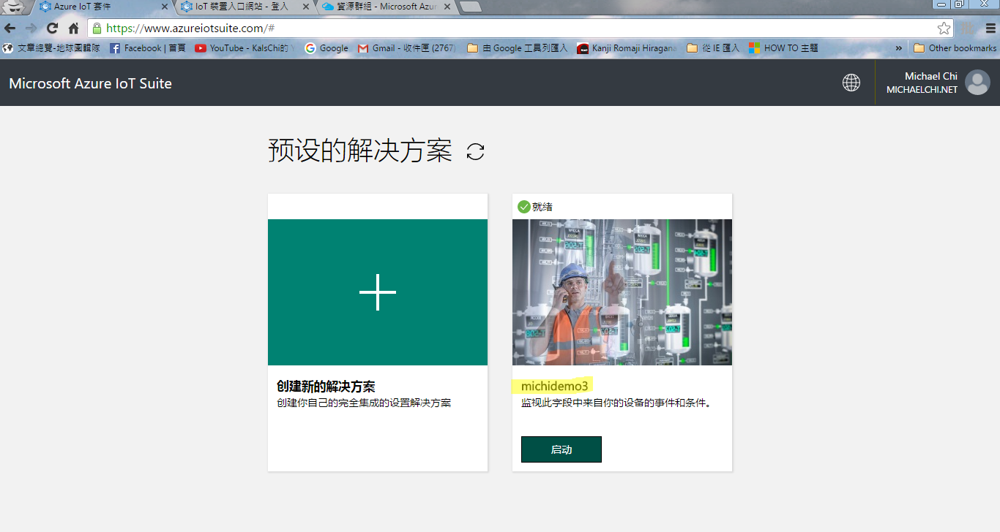 Azure IoT 套件
IoT 裝置入口網站 - 登入
資源群組 - Microsoft Azur
https://www.azureiotsuite.com/#
文章總覽-地球圖輯隊
Facebook | 首頁
YouTube - KalsChi的
Google
Gmail - 收件匣 (2767)
由 Google 工具列匯入
Kanji Romaji Hiragana
從 IE 匯入
HOW TO 主題
»
Other bookmarks
Microsoft Azure IoT Suite
Michael Chi
MICHAELCHI.NET
预设的解决方案
就绪
创建新的解决方案
创建你自己的完全集成的设置解决方案
michidemo3
监视此字段中来自你的设备的事件和条件。
启动